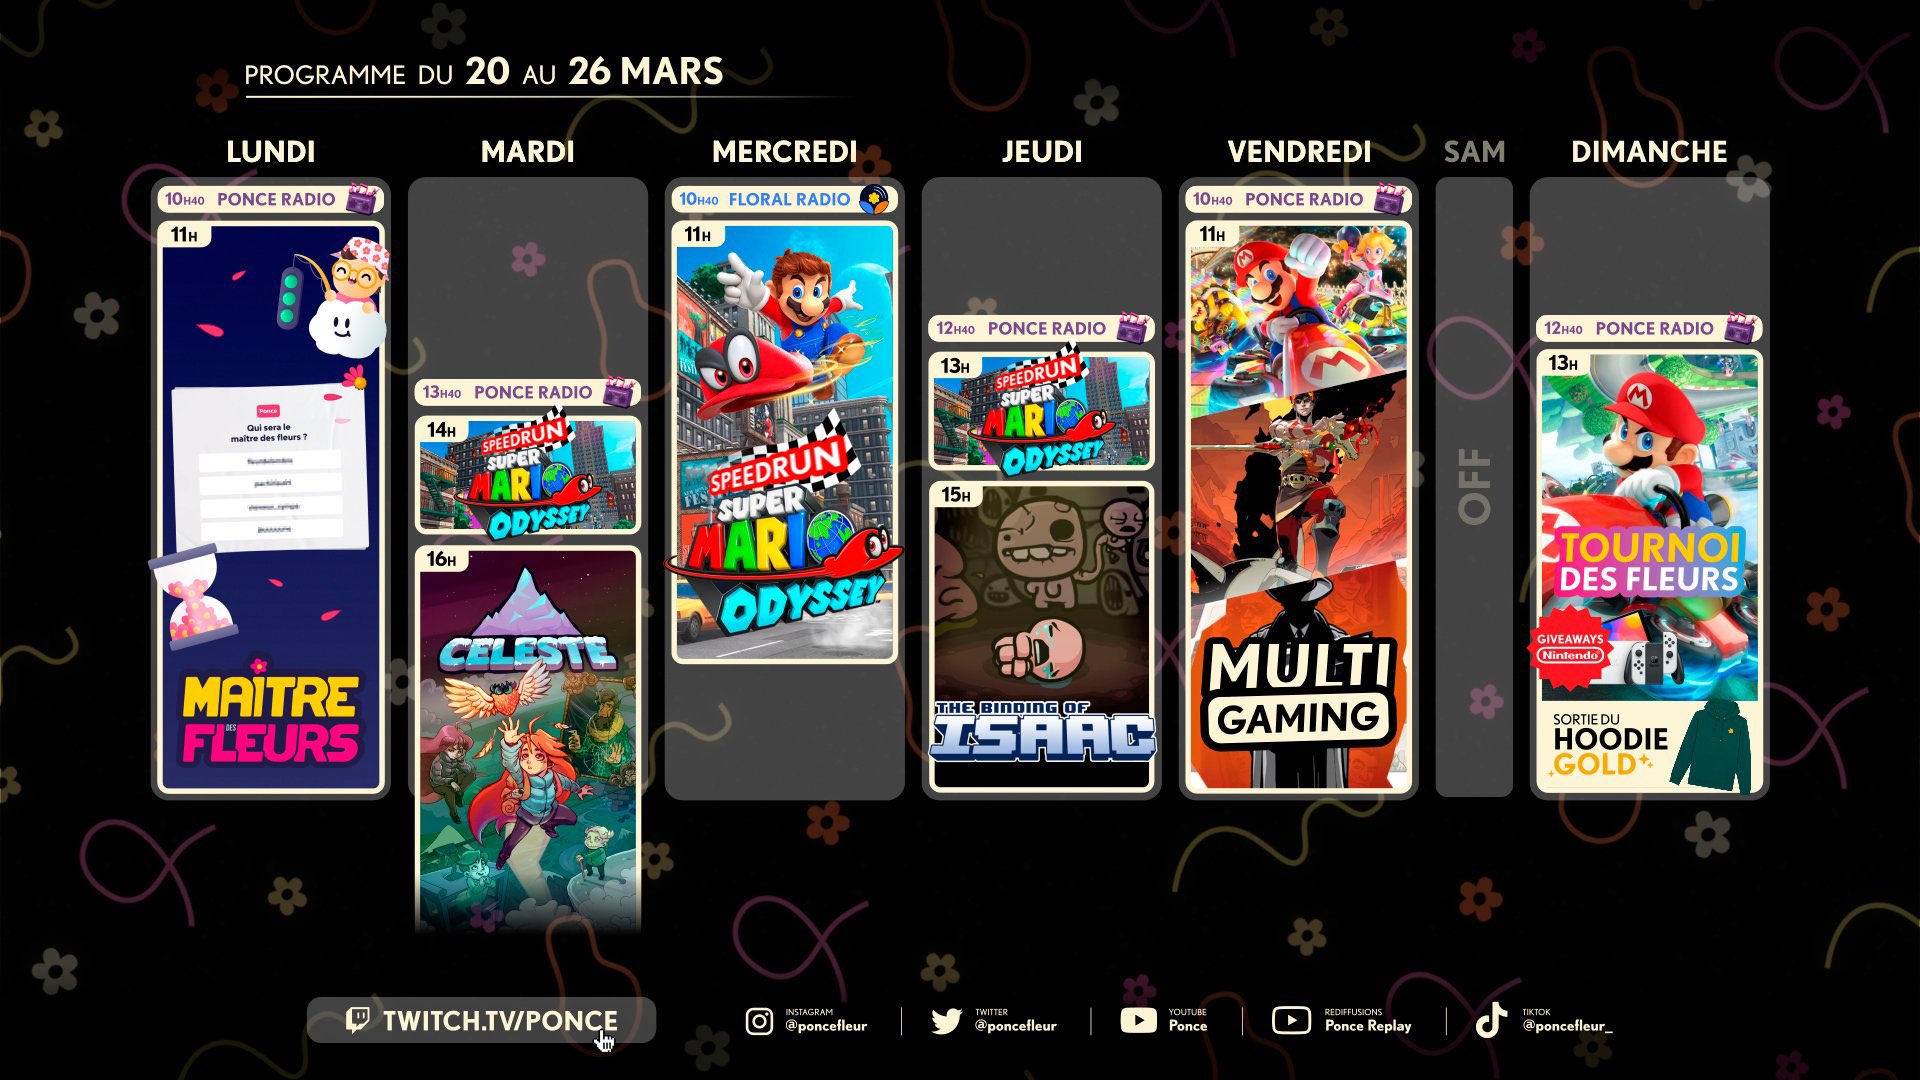 PROGRAMME DU 20 AU 26 MARS
LUNDI
10H40 PONCE RADIO
11H
Ponce
Qui sera le
maître des fleurs ?
MAÎTRE
DES
FLEURS
MARDI
13H40 PONCE RADIO
14H
SPEEDRUN
SUPER
MARIO
ODYSSEY
16H
CELESTE
MERCREDI
10H40 FLORAL RADIO
11H
SPEEDRUN
SUPER
MARIO
ODYSSEY
JEUDI
12H40 PONCE RADIO
13H
SPEEDRUN
SUPER
MARIO
ODYSSEY
15H
THE BINDING OF
ISAAC
VENDREDI
10H40 PONCE RADIO
11H
M
M
MULTI
GAMING
SAM
OFF
DIMANCHE
12H40 PONCE RADIO
13H
M
TOURNOI
DES FLEURS
GIVEAWAYS
Nintendo
SORTIE DU
HOODIE
GOLD
TWITCH.TV/PONCE
INSTAGRAM
@poncefleur
TWITTER
@poncefleur
YOUTUBE
Ponce
REDIFFUSIONS
Ponce Replay
TIKTOK
@poncefleur_